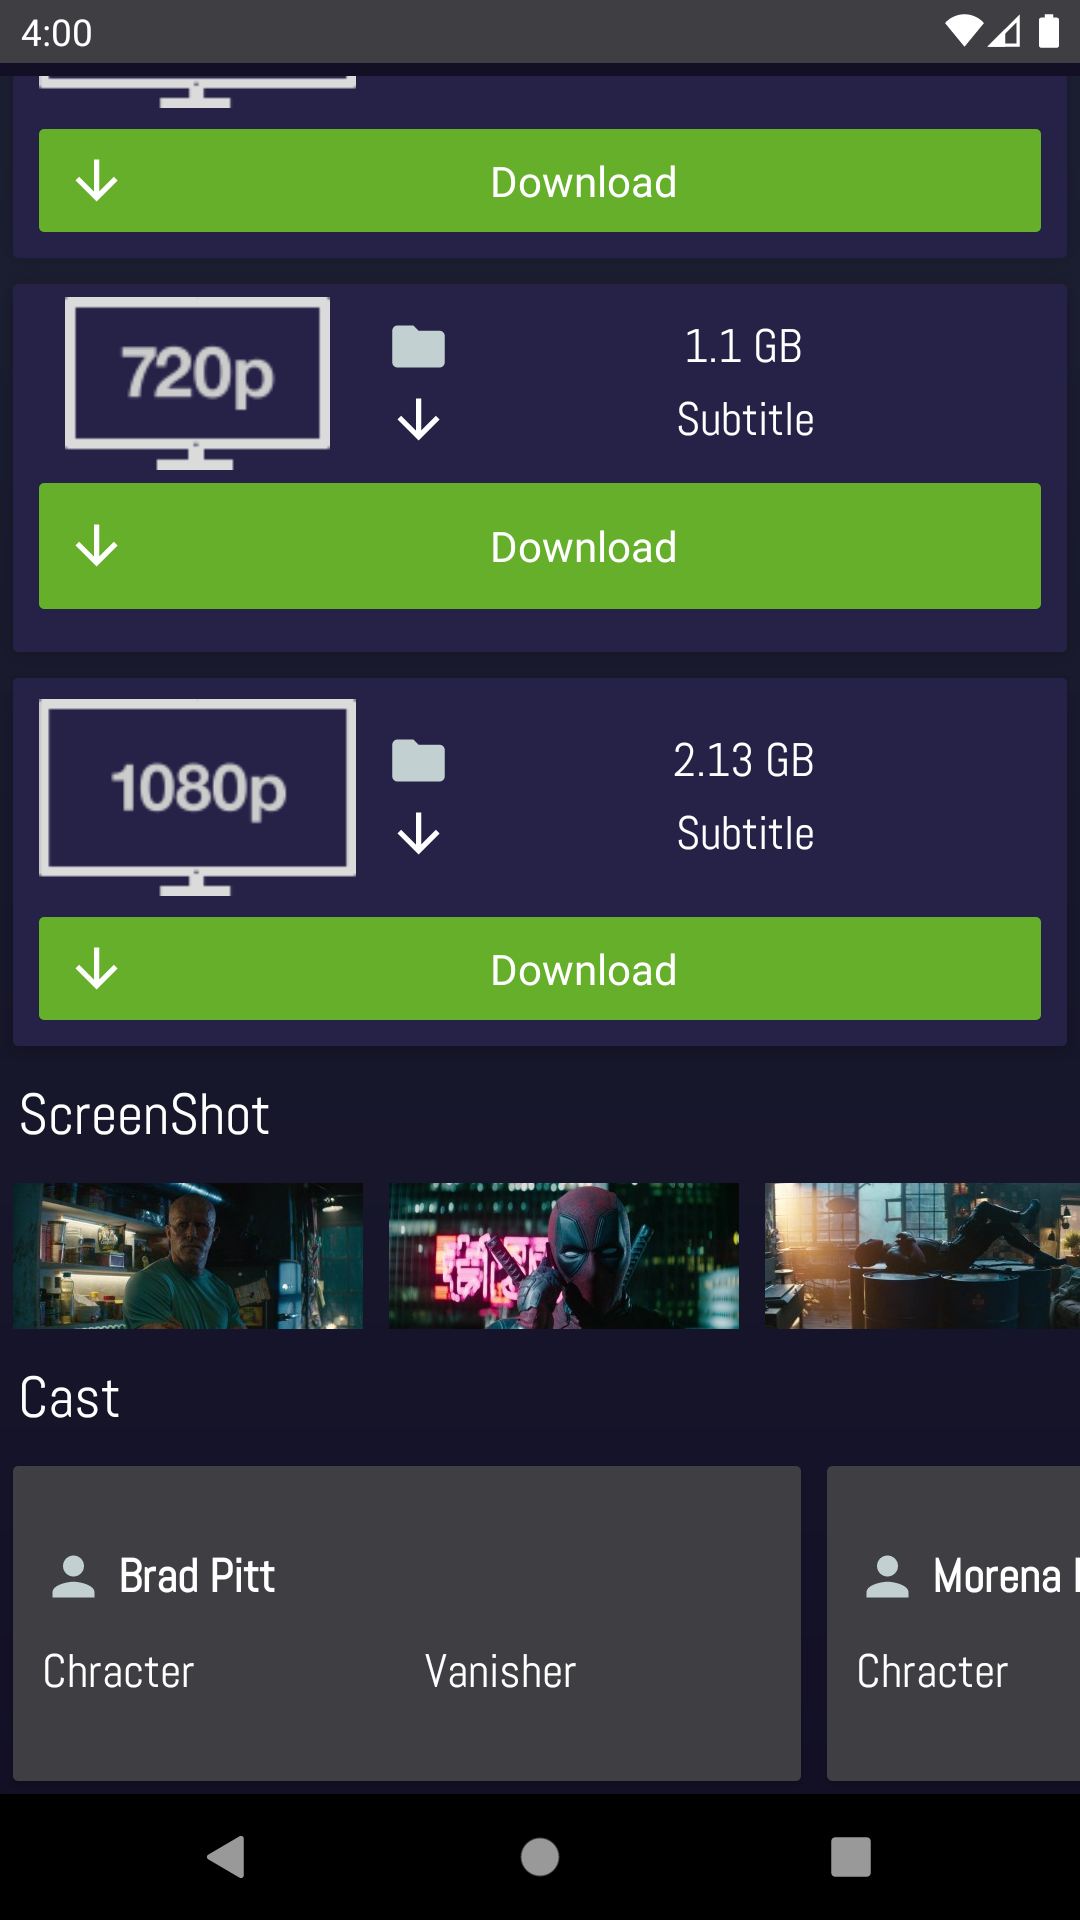 4:00
Download
720p
1.1 GB
Subtitle
Download
1080p
2.13 GB
Subtitle
Download
ScreenShot
Cast
Brad Pitt
Morena
Chracter
Vanisher
Chracter